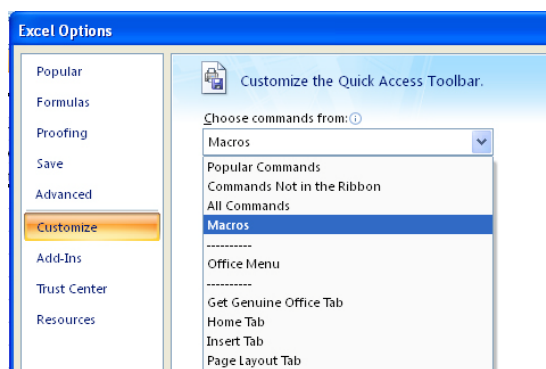 Excel Options
Popular
Formulas
Proofing
Save
Advanced
Customize
Add-Ins
Trust Center
Resources
Customize the Quick Access Toolbar.
Choose commands from:
Macros
Popular Commands
Commands Not in the Ribbon
All Commands
Macros
----------
Office Menu
----------
Get Genuine Office Tab
Home Tab
Insert Tab
Page Layout Tab